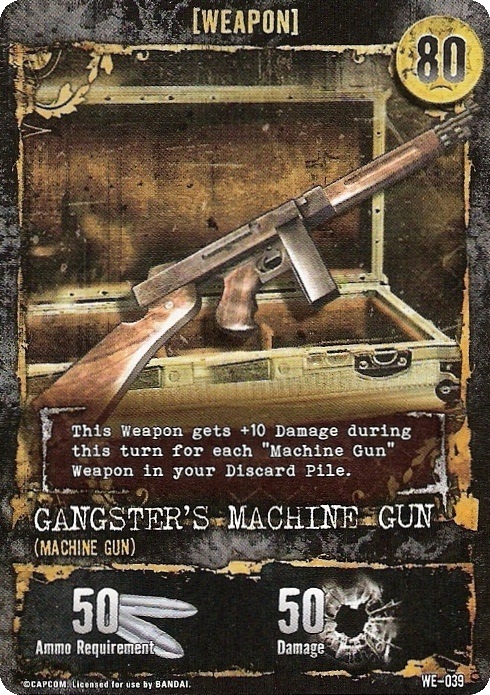 [WEAPON]
80
This Weapon gets +10 Damage during
this turn for each "Machine Gun"
Weapon in your Discard Pile.
GANGSTER'S MACHINE GUN
(MACHINE GUN)
50
Ammo Requirement
50
Damage
©CAPCOM. Licensed for use by BANDAI.
WE-039